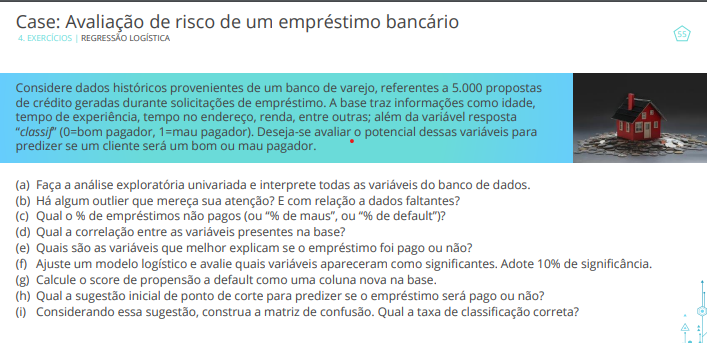 Case: Avaliação de risco de um empréstimo bancário
4. EXERCÍCIOS | REGRESSÃO LOGÍSTICA
55
Considere dados históricos provenientes de um banco de varejo, referentes a 5.000 propostas
de crédito geradas durante solicitações de empréstimo. A base traz informações como idade,
tempo de experiência, tempo no endereço, renda, entre outras; além da variável resposta
“classif” (0=bom pagador, 1=mau pagador). Deseja-se avaliar o potencial dessas variáveis para
predizer se um cliente será um bom ou mau pagador.
(a) Faça a análise exploratória univariada e interprete todas as variáveis do banco de dados.
(b) Há algum outlier que mereça sua atenção? E com relação a dados faltantes?
(c) Qual o % de empréstimos não pagos (ou “% de maus”, ou “% de default”)?
(d) Qual a correlação entre as variáveis presentes na base?
(e) Quais são as variáveis que melhor explicam se o empréstimo foi pago ou não?
(f) Ajuste um modelo logístico e avalie quais variáveis apareceram como significantes. Adote 10% de significância.
(g) Calcule o score de propensão a default como uma coluna nova na base.
(h) Qual a sugestão inicial de ponto de corte para predizer se o empréstimo será pago ou não?
(i) Considerando essa sugestão, construa a matriz de confusão. Qual a taxa de classificação correta?